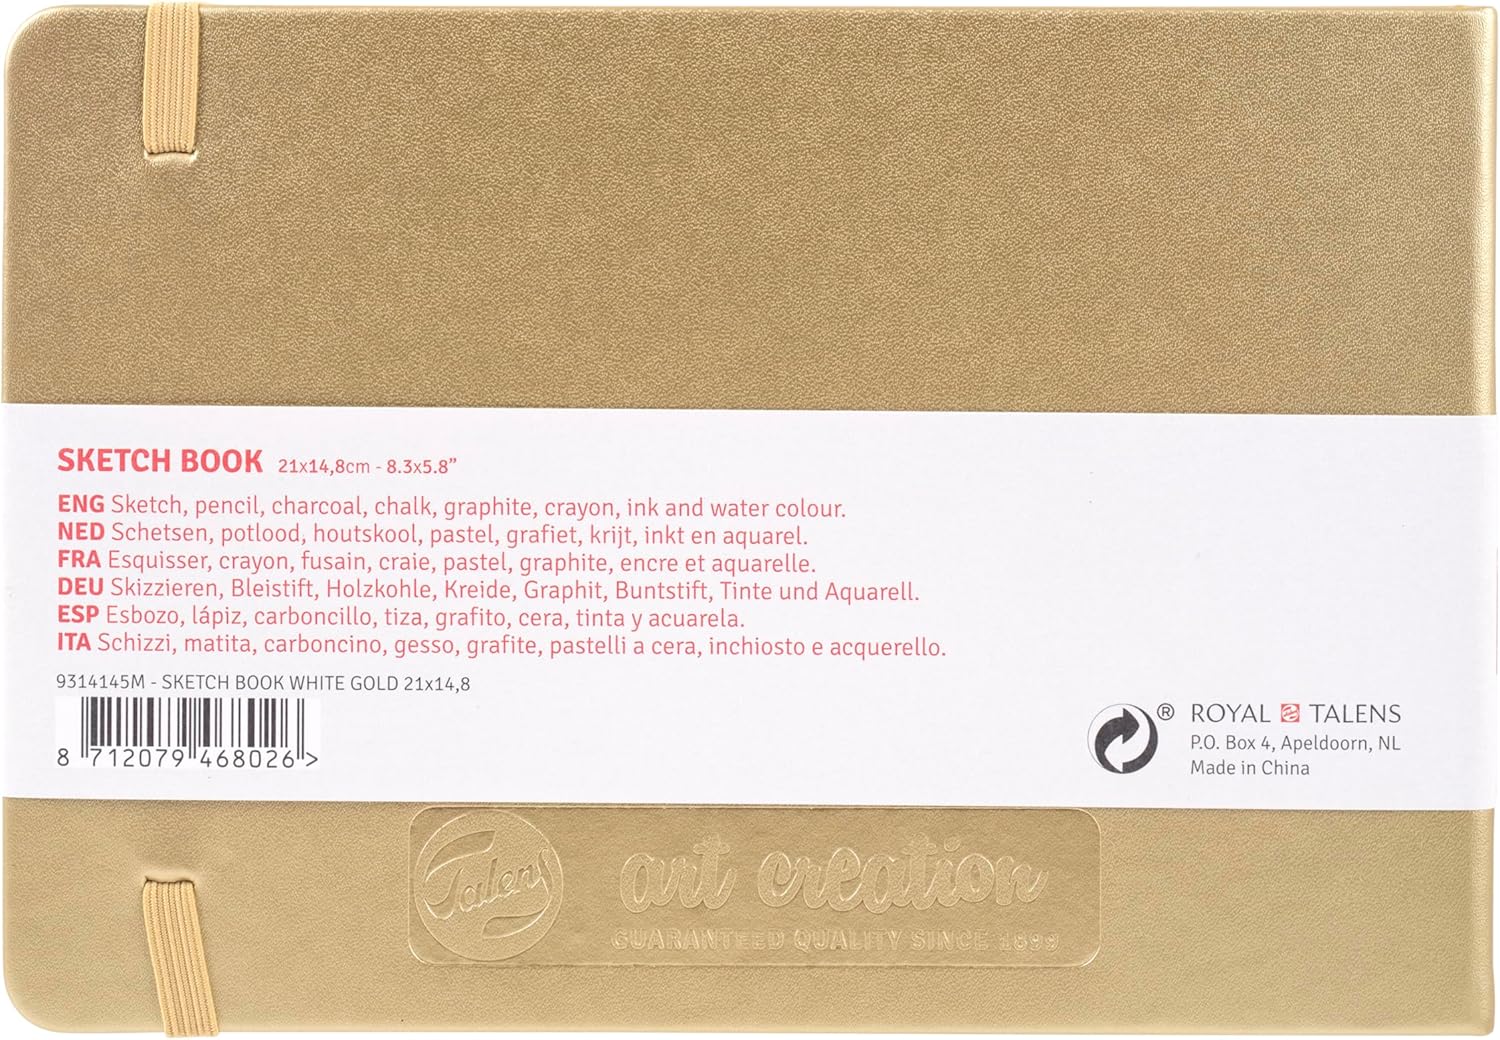 SKETCH BOOK 21x14,8cm - 8.3x5.8”
ENG Sketch, pencil, charcoal, chalk, graphite, crayon, ink and water colour.
NED Schetsen, potlood, houtskool, pastel, grafiet, krijt, inkt en aquarel.
FRA Esquisser, crayon, fusain, craie, pastel, graphite, encre et aquarelle.
DEU Skizzieren, Bleistift, Holzkohle, Kreide, Graphit, Buntstift, Tinte und Aquarell.
ESP Esbozo, lápiz, carboncillo, tiza, grafito, cera, tinta y acuarela.
ITA Schizzi, matita, carboncino, gesso, grafite, pastelli a cera, inchiosto e acquerello.
9314145M - SKETCH BOOK WHITE GOLD 21x14,8
8 712079 468026 >
® ROYAL TALENS
P.O. Box 4, Apeldoorn, NL
Made in China
Talens art creation
GUARANTEED QUALITY SINCE 1899